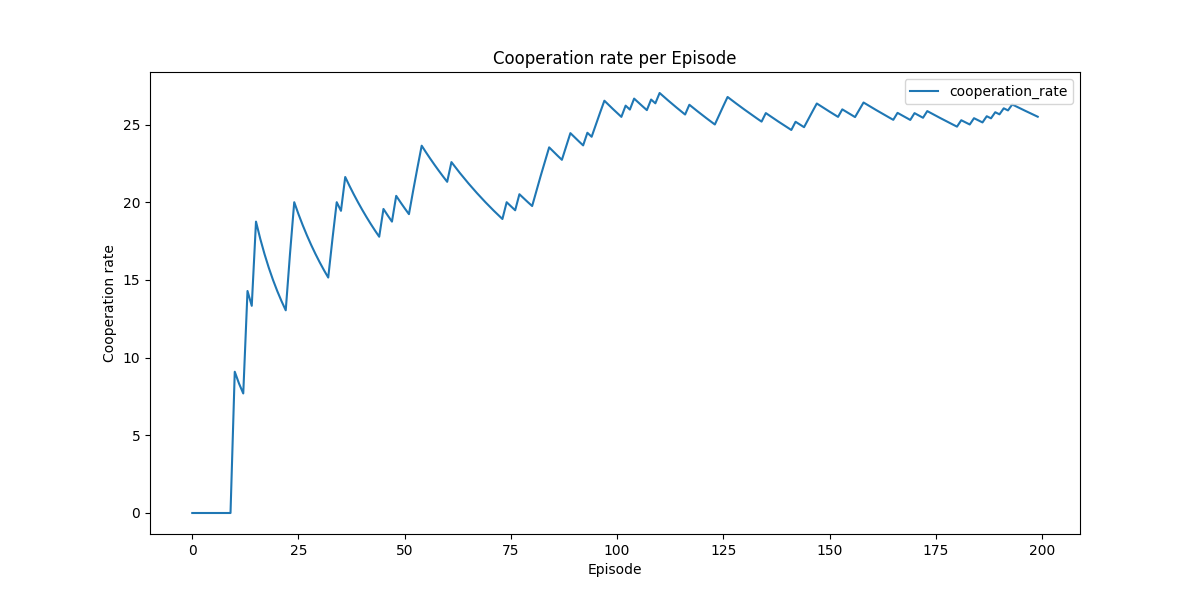 Cooperation rate per Episode
cooperation_rate
Cooperation rate
25
20
15
10
5
0
0 25 50 75 100 125 150 175 200
Episode